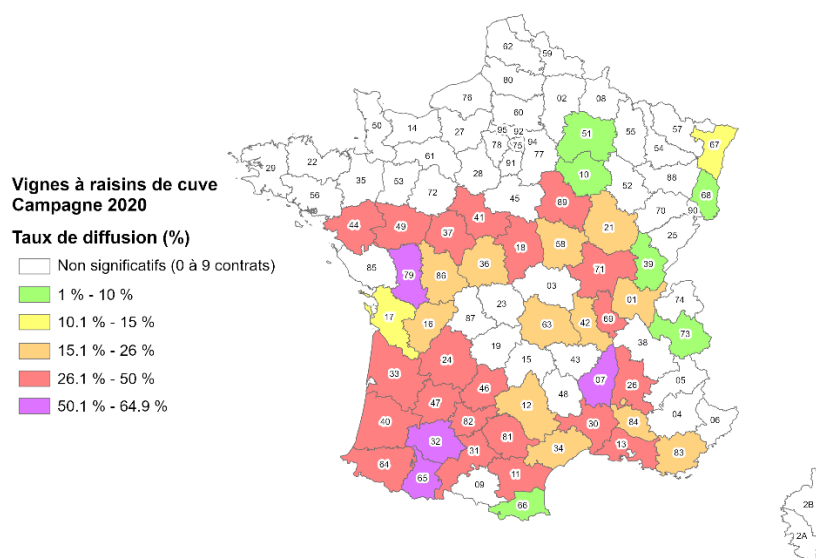 Vignes à raisins de cuve
Campagne 2020
Taux de diffusion (%)
Non significatifs (0 à 9 contrats)
1 % - 10 %
10.1 % - 15 %
15.1 % - 26 %
26.1 % - 50 %
50.1 % - 64.9 %
62 59
80
76 02 08
60
50 14 27 95 92 51 55 57 67
78 75 94 54
61 91 77
29 22 28 10 88 68
35 53 52
56 72 45 89 70 90
44 49 41 21 25
37 18 58
85 79 86 36 71 39
03
17 16 87 23 01 74
63 42 69 73
19 38
24 15 43
33 46 07 26 05
47 48
12 04
40 82 30 84 06
32 81 34 13
31 83
64 65 11
09
66
2B
2A